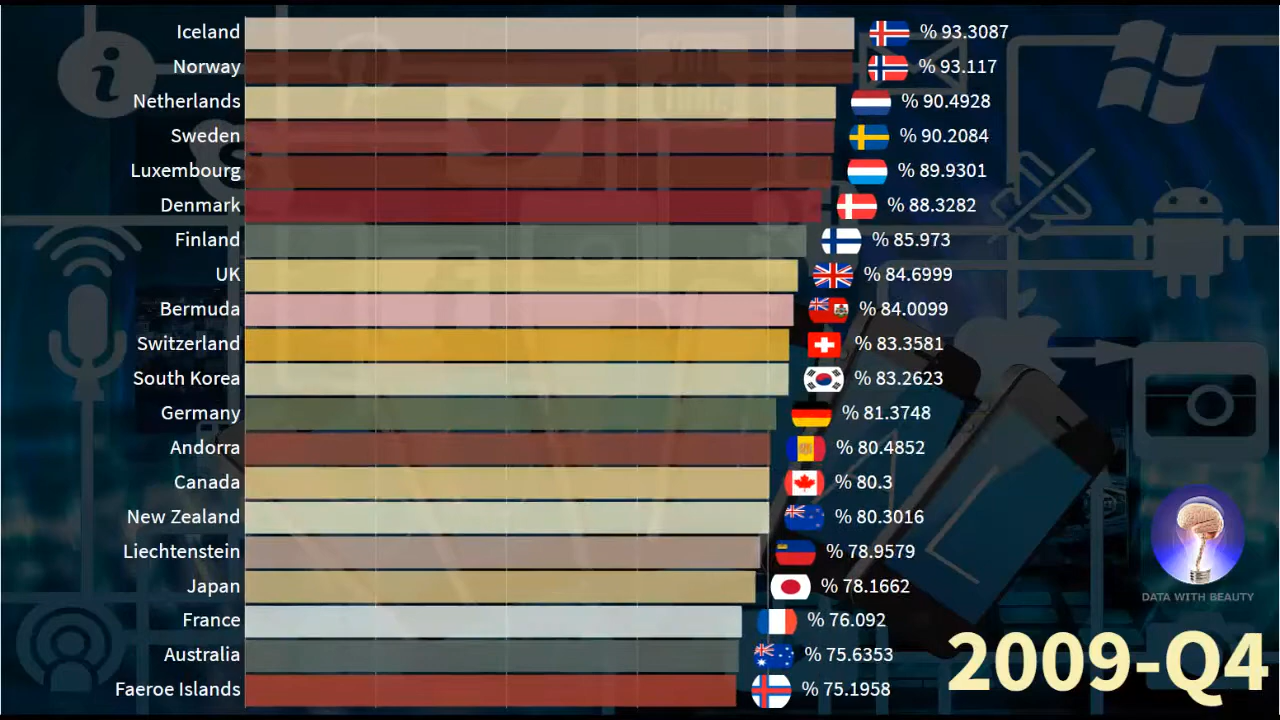 Iceland % 93.3087
Norway % 93.117
Netherlands % 90.4928
Sweden % 90.2084
Luxembourg % 89.9301
Denmark % 88.3282
Finland % 85.973
UK % 84.6999
Bermuda % 84.0099
Switzerland % 83.3581
South Korea % 83.2623
Germany % 81.3748
Andorra % 80.4852
Canada % 80.3
New Zealand % 80.3016
Liechtenstein % 78.9579
Japan % 78.1662
DATA WITH BEAUTY
France % 76.092
Australia % 75.6353
Faeroe Islands % 75.1958
2009-Q4